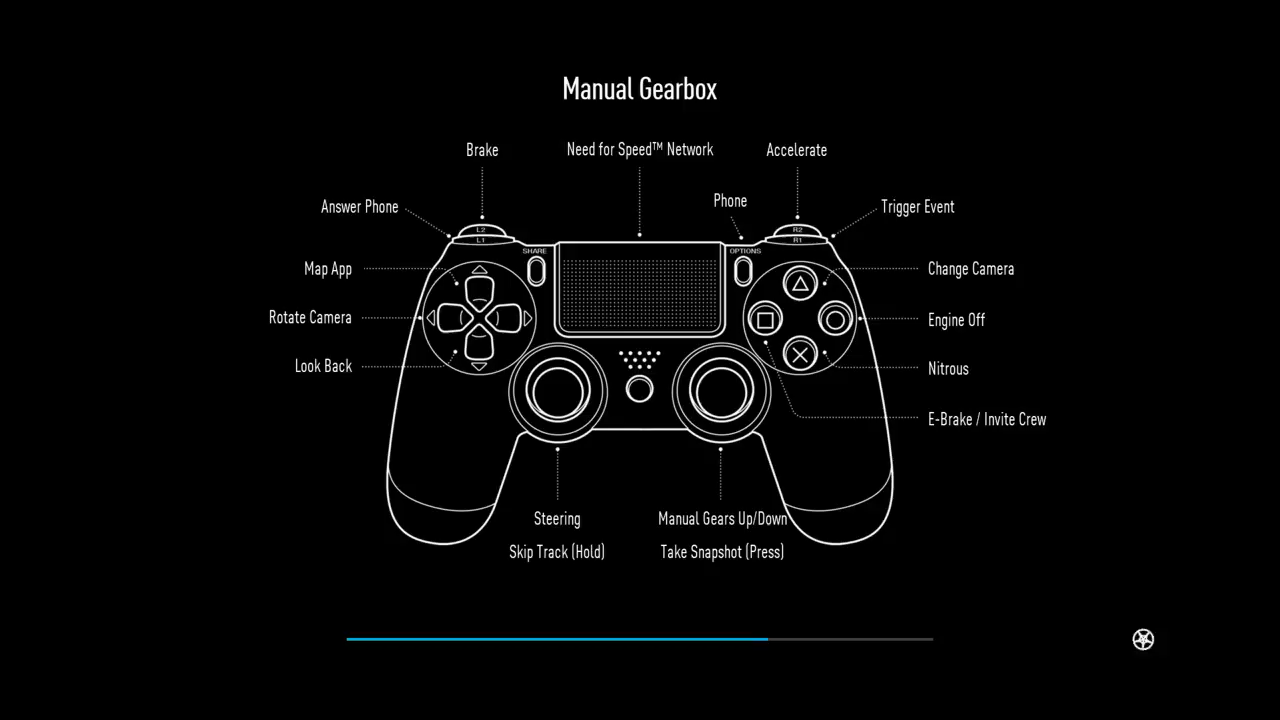 Manual Gearbox
Brake
Need for Speed™ Network
Accelerate
Answer Phone
Phone
Trigger Event
L2
R2
L1
R1
SHARE
OPTIONS
Map App
Change Camera
Rotate Camera
Engine Off
Look Back
Nitrous
E-Brake / Invite Crew
Steering
Manual Gears Up/Down
Skip Track (Hold)
Take Snapshot (Press)